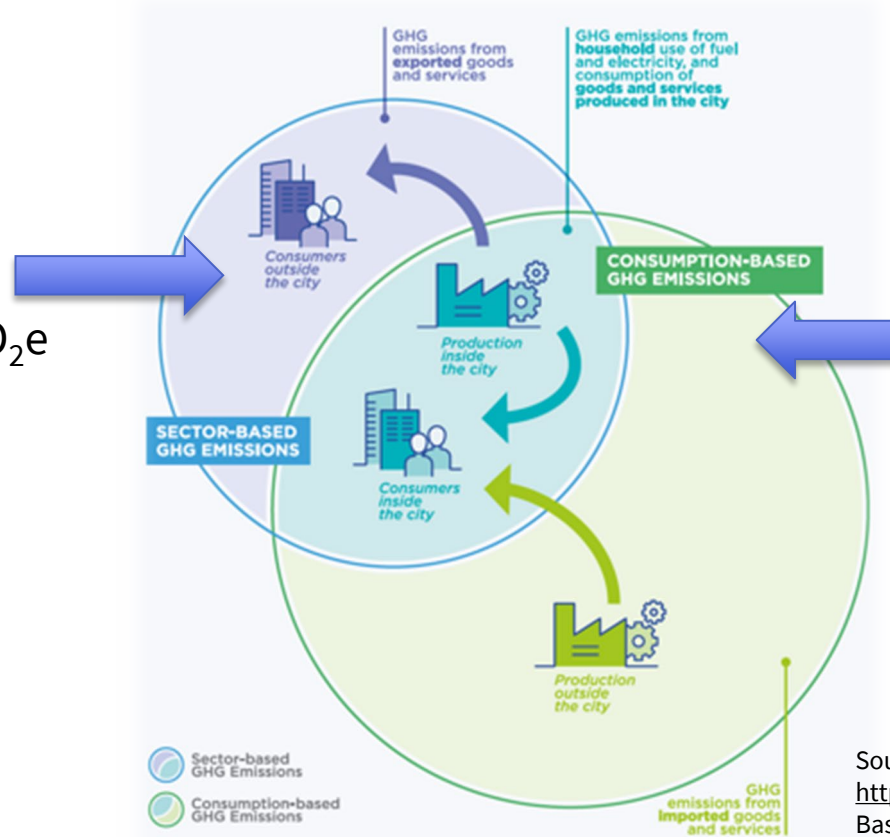 GHG
emissions from
exported goods
and services
GHG emissions from
household use of fuel
and electricity, and
consumption of
goods and services
produced in the city
Consumers
outside
the city
CONSUMPTION-BASED
GHG EMISSIONS
Production
inside
the city
SECTOR-BASED
GHG EMISSIONS
Consumers
inside
the city
Production
outside
the city
Sector-based
GHG Emissions
Consumption-based
GHG Emissions
GHG
emissions from
Imported goods
and services